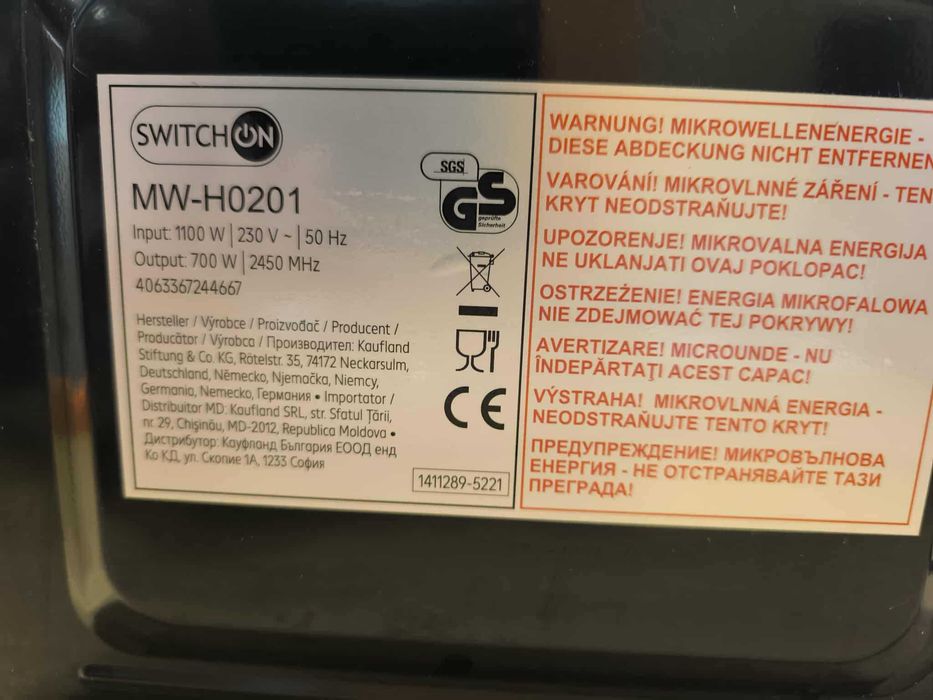 SWITCH ON
MW-H0201
Input: 1100 W | 230 V ~ | 50 Hz
Output: 700 W | 2450 MHz
4063367244667
Hersteller / Výrobce / Proizvođač / Producent /
Producător / Výrobca / Производител: Kaufland
Stiftung & Co. KG, Rötelstr. 35, 74172 Neckarsulm,
Deutschland, Německo, Njemačka, Niemcy,
Germania, Nemecko, Германия • Importator /
Distribuitor MD: Kaufland SRL, str. Sfatul Țării,
nr. 29, Chișinău, MD-2012, Republica Moldova •
Дистрибутор: Кауфланд България ЕООД енд
Ко КД, ул. Скопие 1А, 1233 София
1411289-5221
SGS
GS
geprüfte
Sicherheit
CE
WARNUNG! MIKROWELLENENERGIE -
DIESE ABDECKUNG NICHT ENTFERNEN
VAROVÁNÍ! MIKROVLNNÉ ZÁŘENÍ - TEN
KRYT NEODSTRAŇUJTE!
UPOZORENJE! MIKROVALNA ENERGIJA
NE UKLANJATI OVAJ POKLOPAC!
OSTRZEŻENIE! ENERGIA MIKROFALOWA
NIE ZDEJMOWAĆ TEJ POKRYWY!
AVERTIZARE! MICROUNDE - NU
ÎNDEPĂRTAŢI ACEST CAPAC!
VÝSTRAHA! MIKROVLNNÁ ENERGIA -
NEODSTRAŇUJTE TENTO KRYT!
ПРЕДУПРЕЖДЕНИЕ! МИКРОВЪЛНОВА
ЕНЕРГИЯ - НЕ ОТСТРАНЯВАЙТЕ ТАЗИ
ПРЕГРАДА!